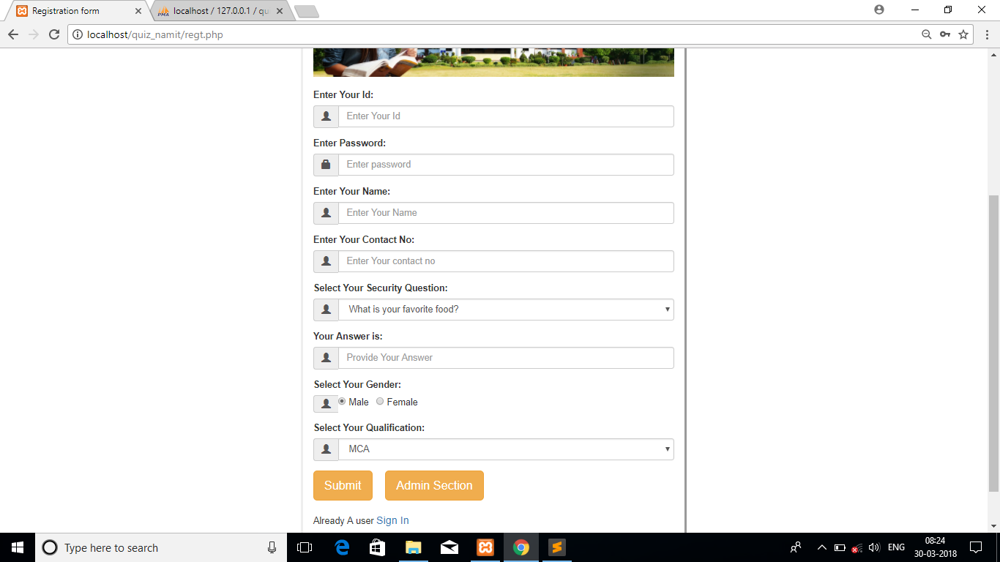 Registration form
PMA localhost / 127.0.0.1 / qu
localhost/quiz_namit/regt.php
Enter Your Id:
Enter Your Id
Enter Password:
Enter password
Enter Your Name:
Enter Your Name
Enter Your Contact No:
Enter Your contact no
Select Your Security Question:
What is your favorite food?
Your Answer is:
Provide Your Answer
Select Your Gender:
Male Female
Select Your Qualification:
MCA
Submit Admin Section
Already A user Sign In
Type here to search
ENG
08:24
30-03-2018